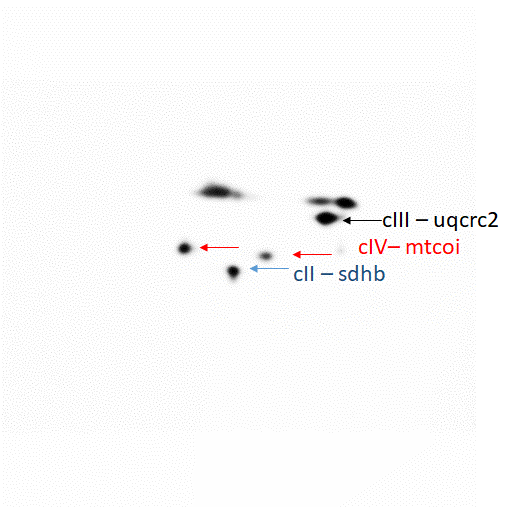 cIII – uqcrc2
cIV– mtcoi
cII – sdhb